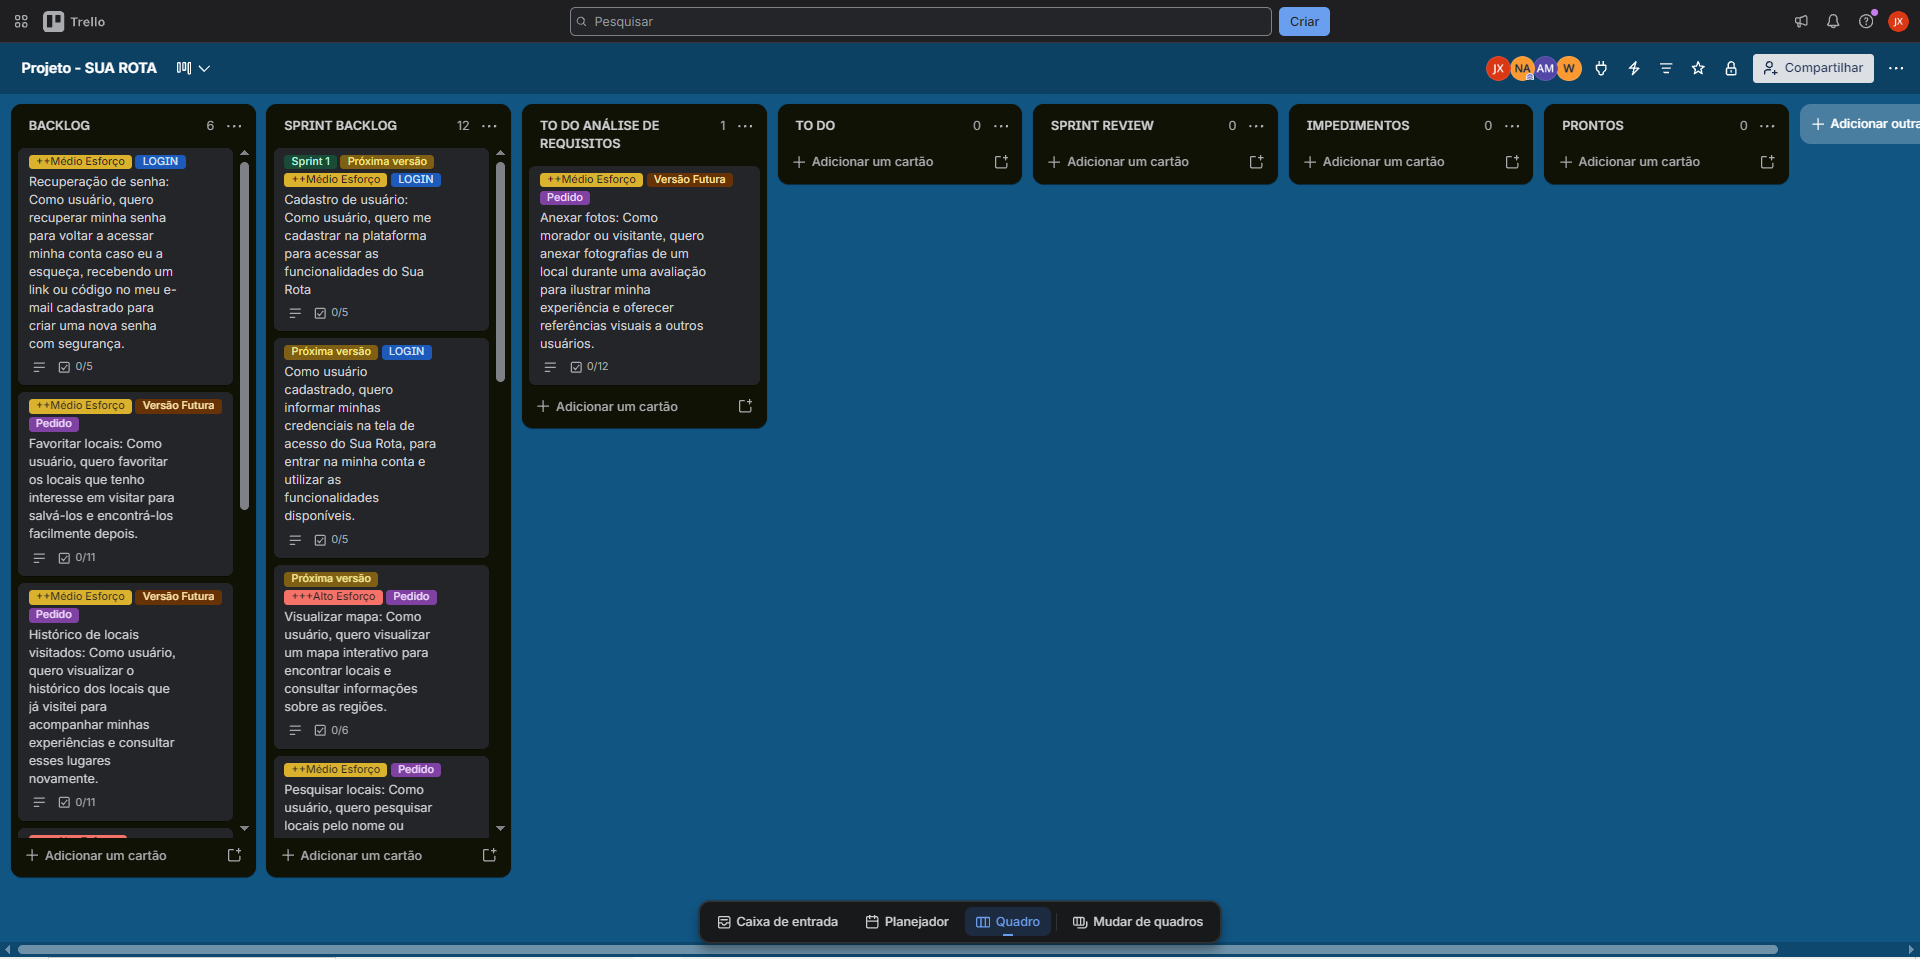 Trello
Pesquisar
Criar
JX
Projeto - SUA ROTA
JX NA AM W
Compartilhar
BACKLOG 6
++Médio Esforço LOGIN
Recuperação de senha:
Como usuário, quero
recuperar minha senha
para voltar a acessar
minha conta caso eu a
esqueça, recebendo um
link ou código no meu e-
mail cadastrado para
criar uma nova senha
com segurança.
0/5
++Médio Esforço Versão Futura
Pedido
Favoritar locais: Como
usuário, quero favoritar
os locais que tenho
interesse em visitar para
salvá-los e encontrá-los
facilmente depois.
0/11
++Médio Esforço Versão Futura
Pedido
Histórico de locais
visitados: Como usuário,
quero visualizar o
histórico dos locais que
já visitei para
acompanhar minhas
experiências e consultar
esses lugares
novamente.
0/11
Adicionar um cartão
SPRINT BACKLOG 12
Sprint 1 Próxima versão
++Médio Esforço LOGIN
Cadastro de usuário:
Como usuário, quero me
cadastrar na plataforma
para acessar as
funcionalidades do Sua
Rota
0/5
Próxima versão LOGIN
Como usuário
cadastrado, quero
informar minhas
credenciais na tela de
acesso do Sua Rota, para
entrar na minha conta e
utilizar as
funcionalidades
disponíveis.
0/5
Próxima versão
+++Alto Esforço Pedido
Visualizar mapa: Como
usuário, quero visualizar
um mapa interativo para
encontrar locais e
consultar informações
sobre as regiões.
0/6
++Médio Esforço Pedido
Pesquisar locais: Como
usuário, quero pesquisar
locais pelo nome ou
Adicionar um cartão
TO DO ANÁLISE DE
REQUISITOS 1
++Médio Esforço Versão Futura
Pedido
Anexar fotos: Como
morador ou visitante, quero
anexar fotografias de um
local durante uma avaliação
para ilustrar minha
experiência e oferecer
referências visuais a outros
usuários.
0/12
Adicionar um cartão
TO DO 0
Adicionar um cartão
SPRINT REVIEW 0
Adicionar um cartão
IMPEDIMENTOS 0
Adicionar um cartão
PRONTOS 0
Adicionar um cartão
Adicionar outra
Caixa de entrada
Planejador
Quadro
Mudar de quadros